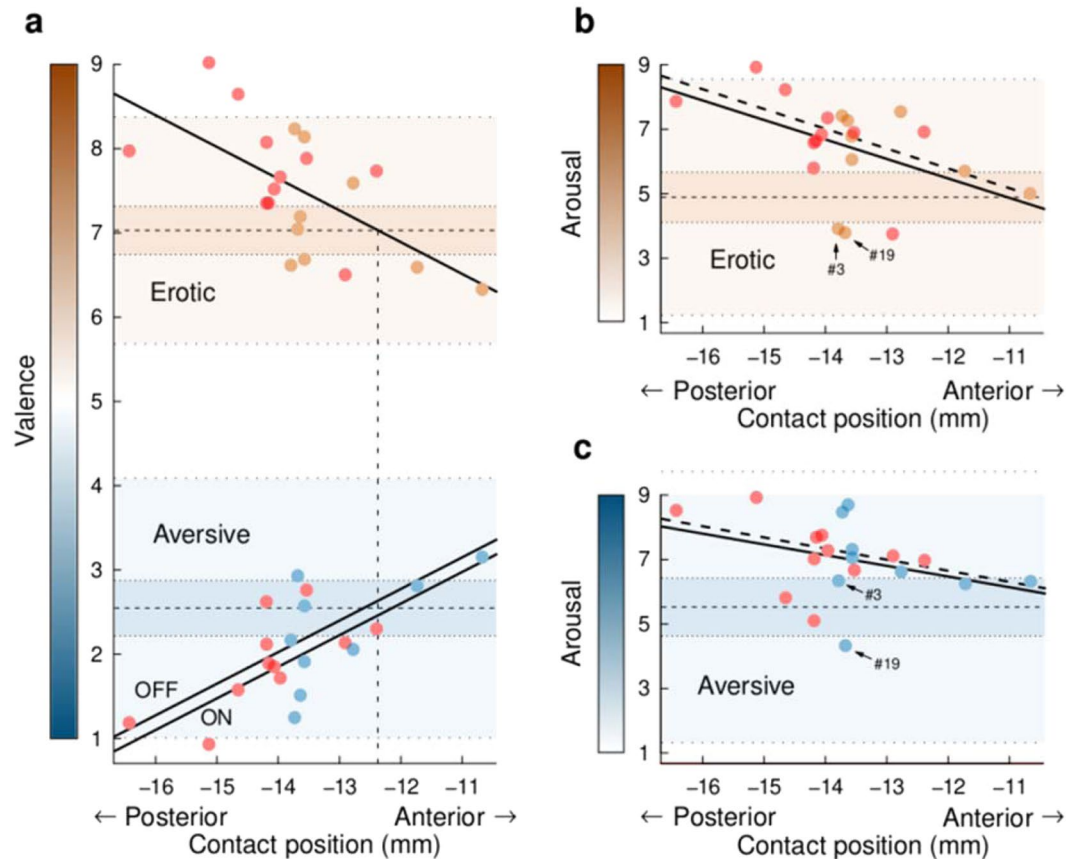 a
Valence
9
8
7
6
5
4
3
2
1
Erotic
Aversive
OFF
ON
−16 −15 −14 −13 −12 −11
← Posterior Anterior →
Contact position (mm)
b
Arousal
9
7
5
3
1
Erotic
#3
#19
−16 −15 −14 −13 −12 −11
← Posterior Anterior →
Contact position (mm)
c
Arousal
9
7
5
3
1
#3
#19
Aversive
−16 −15 −14 −13 −12 −11
← Posterior Anterior →
Contact position (mm)